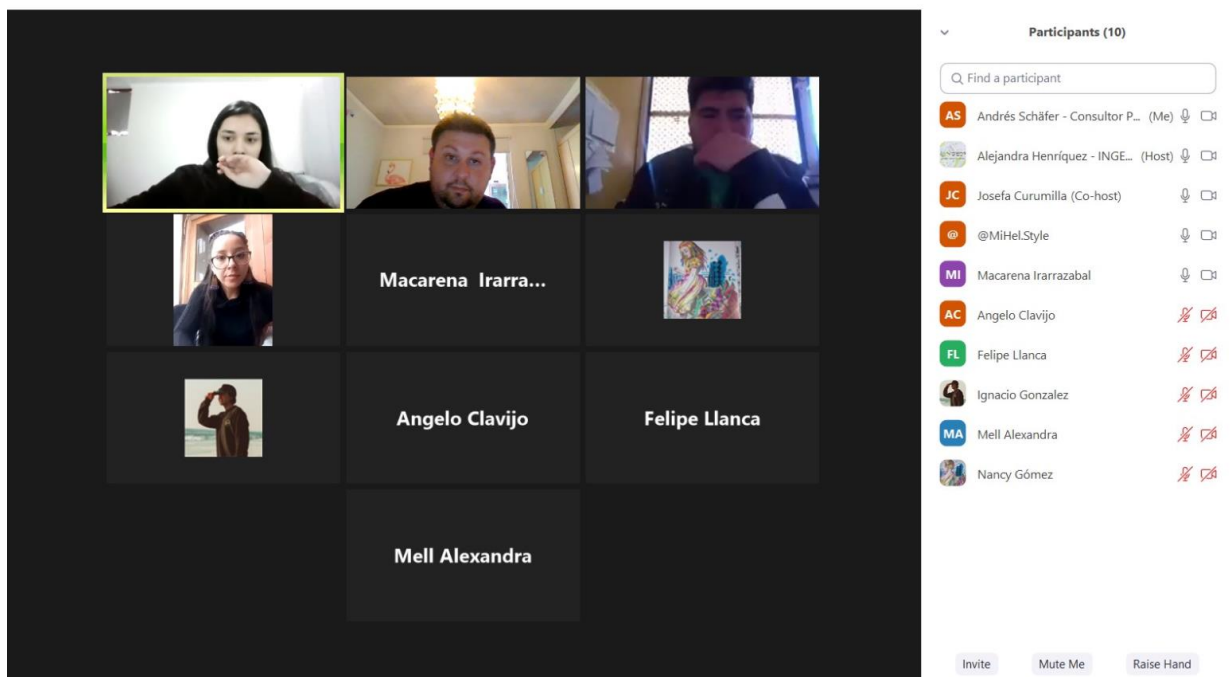 Macarena Irarra...
Angelo Clavijo
Felipe Llanca
Mell Alexandra
Participants (10)
Find a participant
AS Andrés Schäfer - Consultor P... (Me)
Alejandra Henríquez - INGE... (Host)
JC Josefa Curumilla (Co-host)
@ @MiHel.Style
MI Macarena Irarrazabal
AC Angelo Clavijo
FL Felipe Llanca
Ignacio Gonzalez
MA Mell Alexandra
Nancy Gómez
Invite Mute Me Raise Hand